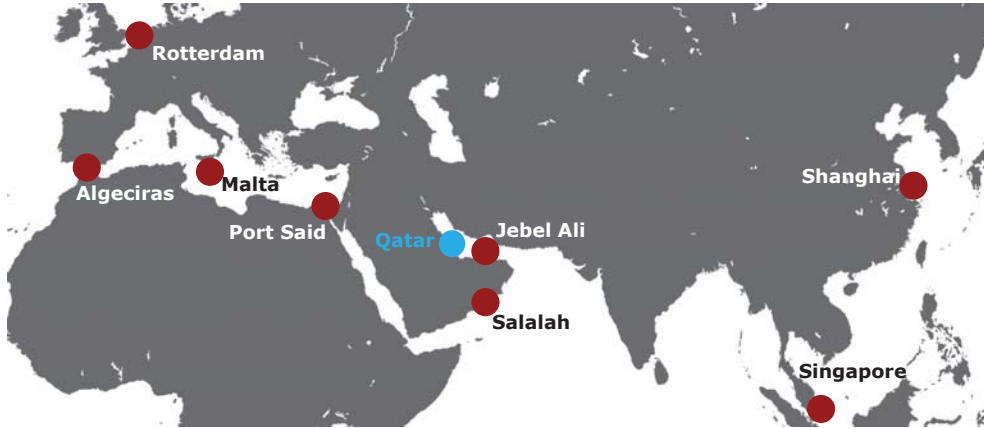 Rotterdam
Algeciras
Malta
Port Said
Qatar
Jebel Ali
Salalah
Shanghai
Singapore